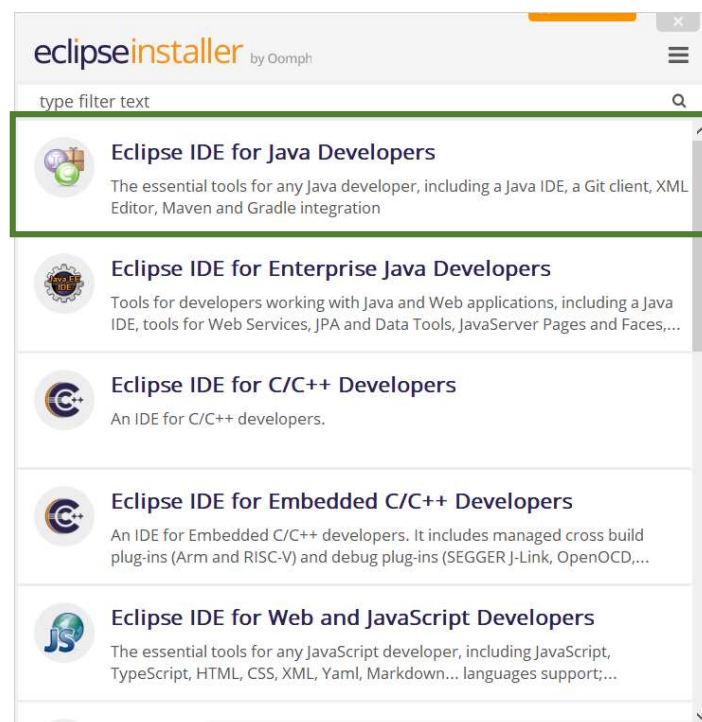 eclipseinstaller by Oomph
type filter text
Eclipse IDE for Java Developers
The essential tools for any Java developer, including a Java IDE, a Git client, XML
Editor, Maven and Gradle integration
Java EE
IDE
Eclipse IDE for Enterprise Java Developers
Tools for developers working with Java and Web applications, including a Java
IDE, tools for Web Services, JPA and Data Tools, JavaServer Pages and Faces,...
C++
Eclipse IDE for C/C++ Developers
An IDE for C/C++ developers.
C++
Eclipse IDE for Embedded C/C++ Developers
An IDE for Embedded C/C++ developers. It includes managed cross build
plug-ins (Arm and RISC-V) and debug plug-ins (SEGGER J-Link, OpenOCD,...
JS
Eclipse IDE for Web and JavaScript Developers
The essential tools for any JavaScript developer, including JavaScript,
TypeScript, HTML, CSS, XML, Yaml, Markdown... languages support;...